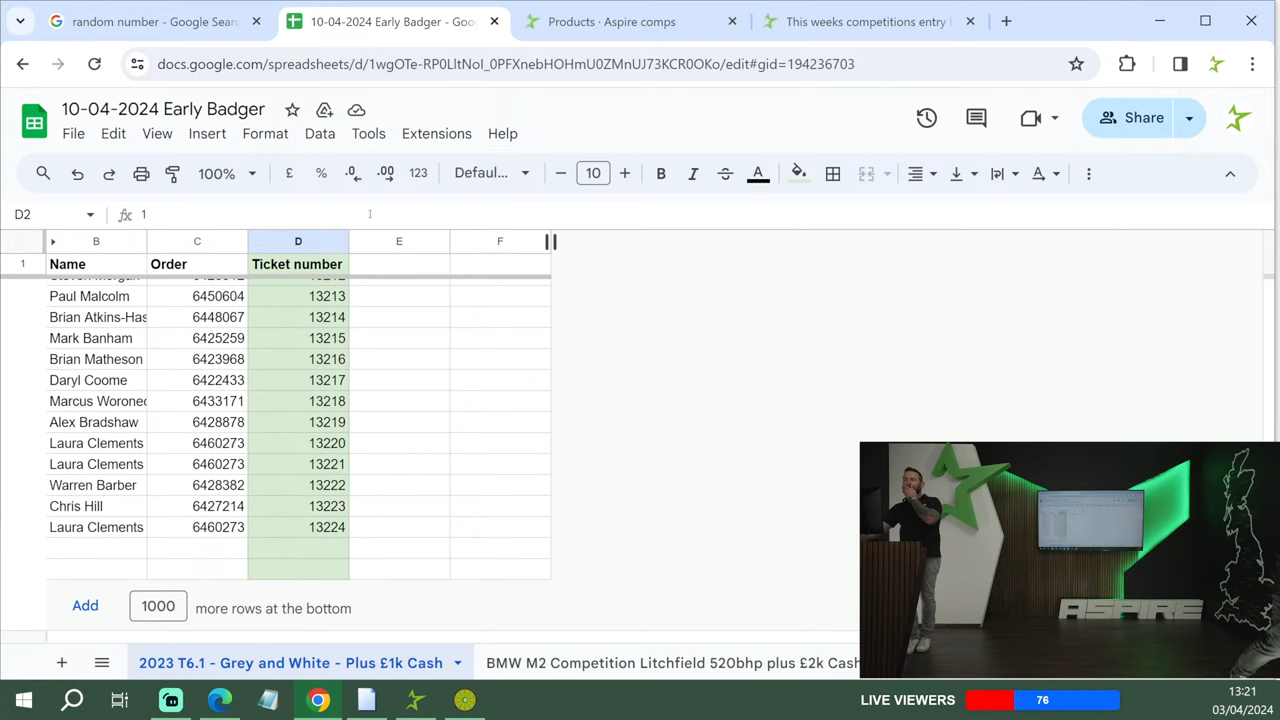 random number - Google Sear
10-04-2024 Early Badger - Goo
Products · Aspire comps
This weeks competitions entry l
docs.google.com/spreadsheets/d/1wgOTe-RP0LltNol_0PFXnebHOHmU0ZMnUJ73KCR0OKo/edit#gid=194236703
10-04-2024 Early Badger
File Edit View Insert Format Data Tools Extensions Help
Share
100% £ % .0 .00 123 Defaul... 10 B I A A
D2 fx 1
B C D E F
1 Name Order Ticket number
Paul Malcolm 6450604 13213
Brian Atkins-Has 6448067 13214
Mark Banham 6425259 13215
Brian Matheson 6423968 13216
Daryl Coome 6422433 13217
Marcus Woronec 6433171 13218
Alex Bradshaw 6428878 13219
Laura Clements 6460273 13220
Laura Clements 6460273 13221
Warren Barber 6428382 13222
Chris Hill 6427214 13223
Laura Clements 6460273 13224
Add 1000 more rows at the bottom
2023 T6.1 - Grey and White - Plus £1k Cash
BMW M2 Competition Litchfield 520bhp plus £2k Cash
ASPIRE
LIVE VIEWERS 76
13:21
03/04/2024